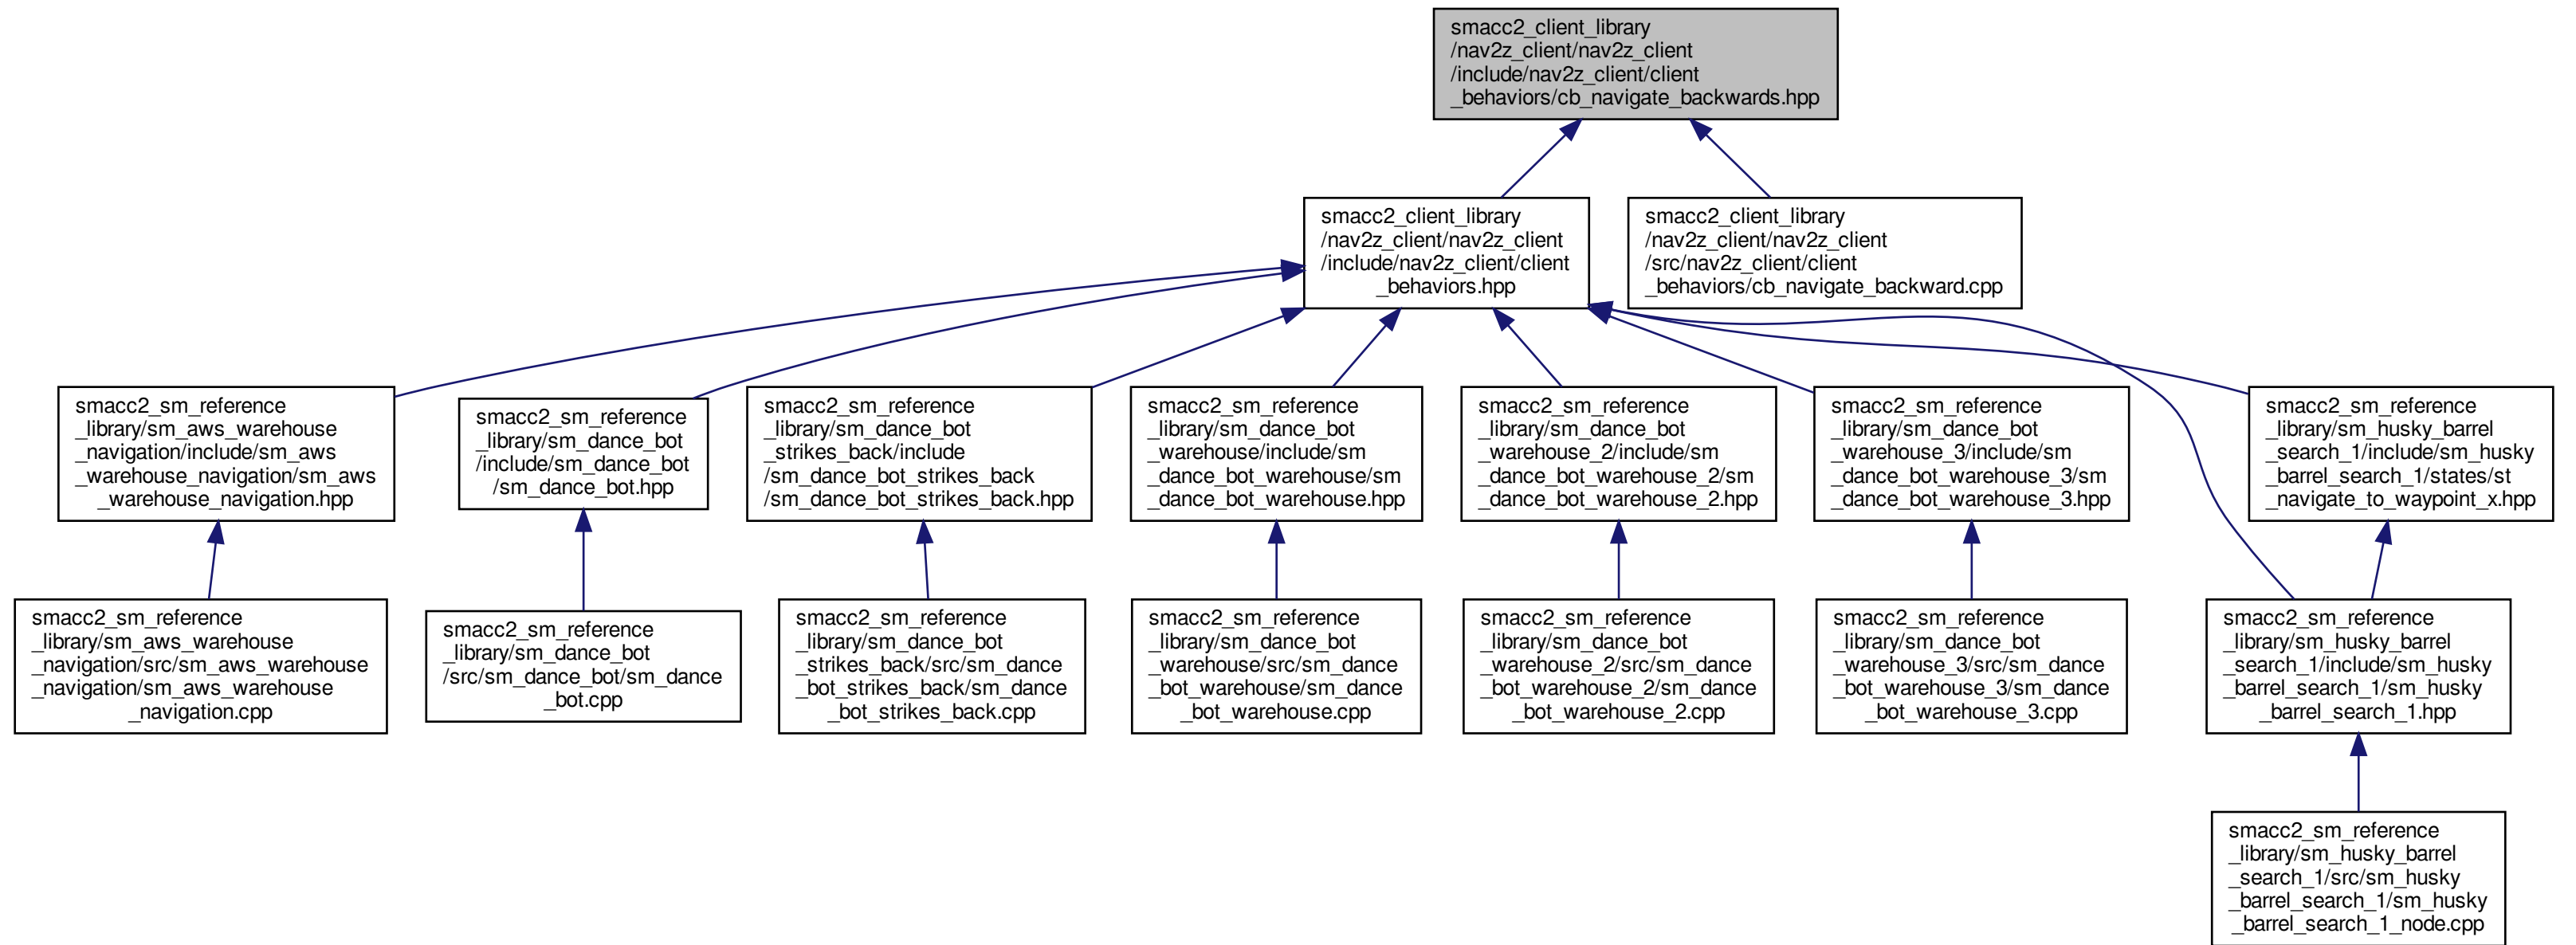 smacc2_client_library
/nav2z_client/nav2z_client
/include/nav2z_client/client
_behaviors/cb_navigate_backwards.hpp
smacc2_client_library
/nav2z_client/nav2z_client
/include/nav2z_client/client
_behaviors.hpp
smacc2_client_library
/nav2z_client/nav2z_client
/src/nav2z_client/client
_behaviors/cb_navigate_backward.cpp
smacc2_sm_reference
_library/sm_aws_warehouse
_navigation/include/sm_aws
_warehouse_navigation/sm_aws
_warehouse_navigation.hpp
smacc2_sm_reference
_library/sm_dance_bot
/include/sm_dance_bot
/sm_dance_bot.hpp
smacc2_sm_reference
_library/sm_dance_bot
_strikes_back/include
/sm_dance_bot_strikes_back
/sm_dance_bot_strikes_back.hpp
smacc2_sm_reference
_library/sm_dance_bot
_warehouse/include/sm
_dance_bot_warehouse/sm
_dance_bot_warehouse.hpp
smacc2_sm_reference
_library/sm_dance_bot
_warehouse_2/include/sm
_dance_bot_warehouse_2/sm
_dance_bot_warehouse_2.hpp
smacc2_sm_reference
_library/sm_dance_bot
_warehouse_3/include/sm
_dance_bot_warehouse_3/sm
_dance_bot_warehouse_3.hpp
smacc2_sm_reference
_library/sm_husky_barrel
_search_1/include/sm_husky
_barrel_search_1/states/st
_navigate_to_waypoint_x.hpp
smacc2_sm_reference
_library/sm_aws_warehouse
_navigation/src/sm_aws_warehouse
_navigation/sm_aws_warehouse
_navigation.cpp
smacc2_sm_reference
_library/sm_dance_bot
/src/sm_dance_bot/sm_dance
_bot.cpp
smacc2_sm_reference
_library/sm_dance_bot
_strikes_back/src/sm_dance
_bot_strikes_back/sm_dance
_bot_strikes_back.cpp
smacc2_sm_reference
_library/sm_dance_bot
_warehouse/src/sm_dance
_bot_warehouse/sm_dance
_bot_warehouse.cpp
smacc2_sm_reference
_library/sm_dance_bot
_warehouse_2/src/sm_dance
_bot_warehouse_2/sm_dance
_bot_warehouse_2.cpp
smacc2_sm_reference
_library/sm_dance_bot
_warehouse_3/src/sm_dance
_bot_warehouse_3/sm_dance
_bot_warehouse_3.cpp
smacc2_sm_reference
_library/sm_husky_barrel
_search_1/include/sm_husky
_barrel_search_1/sm_husky
_barrel_search_1.hpp
smacc2_sm_reference
_library/sm_husky_barrel
_search_1/src/sm_husky
_barrel_search_1/sm_husky
_barrel_search_1_node.cpp